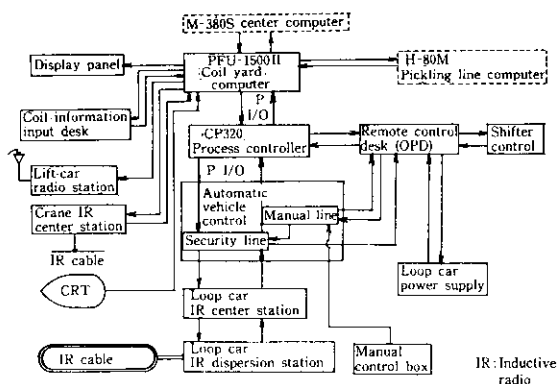 M-380S center computer
Display panel
PFU-1500II
Coil yard
computer
H-80M
Pickling line computer
P
I/O
Coil information
input desk
CP320
Process controller
Remote control
desk (OPD)
Shifter
control
Lift-car
radio station
P I/O
Automatic
vehicle
control
Manual line
Crane IR
center station
Security line
IR cable
Loop car
power supply
CRT
Loop car
IR center station
IR cable
Loop car
IR dispersion station
Manual
control box
IR: Inductive
radio